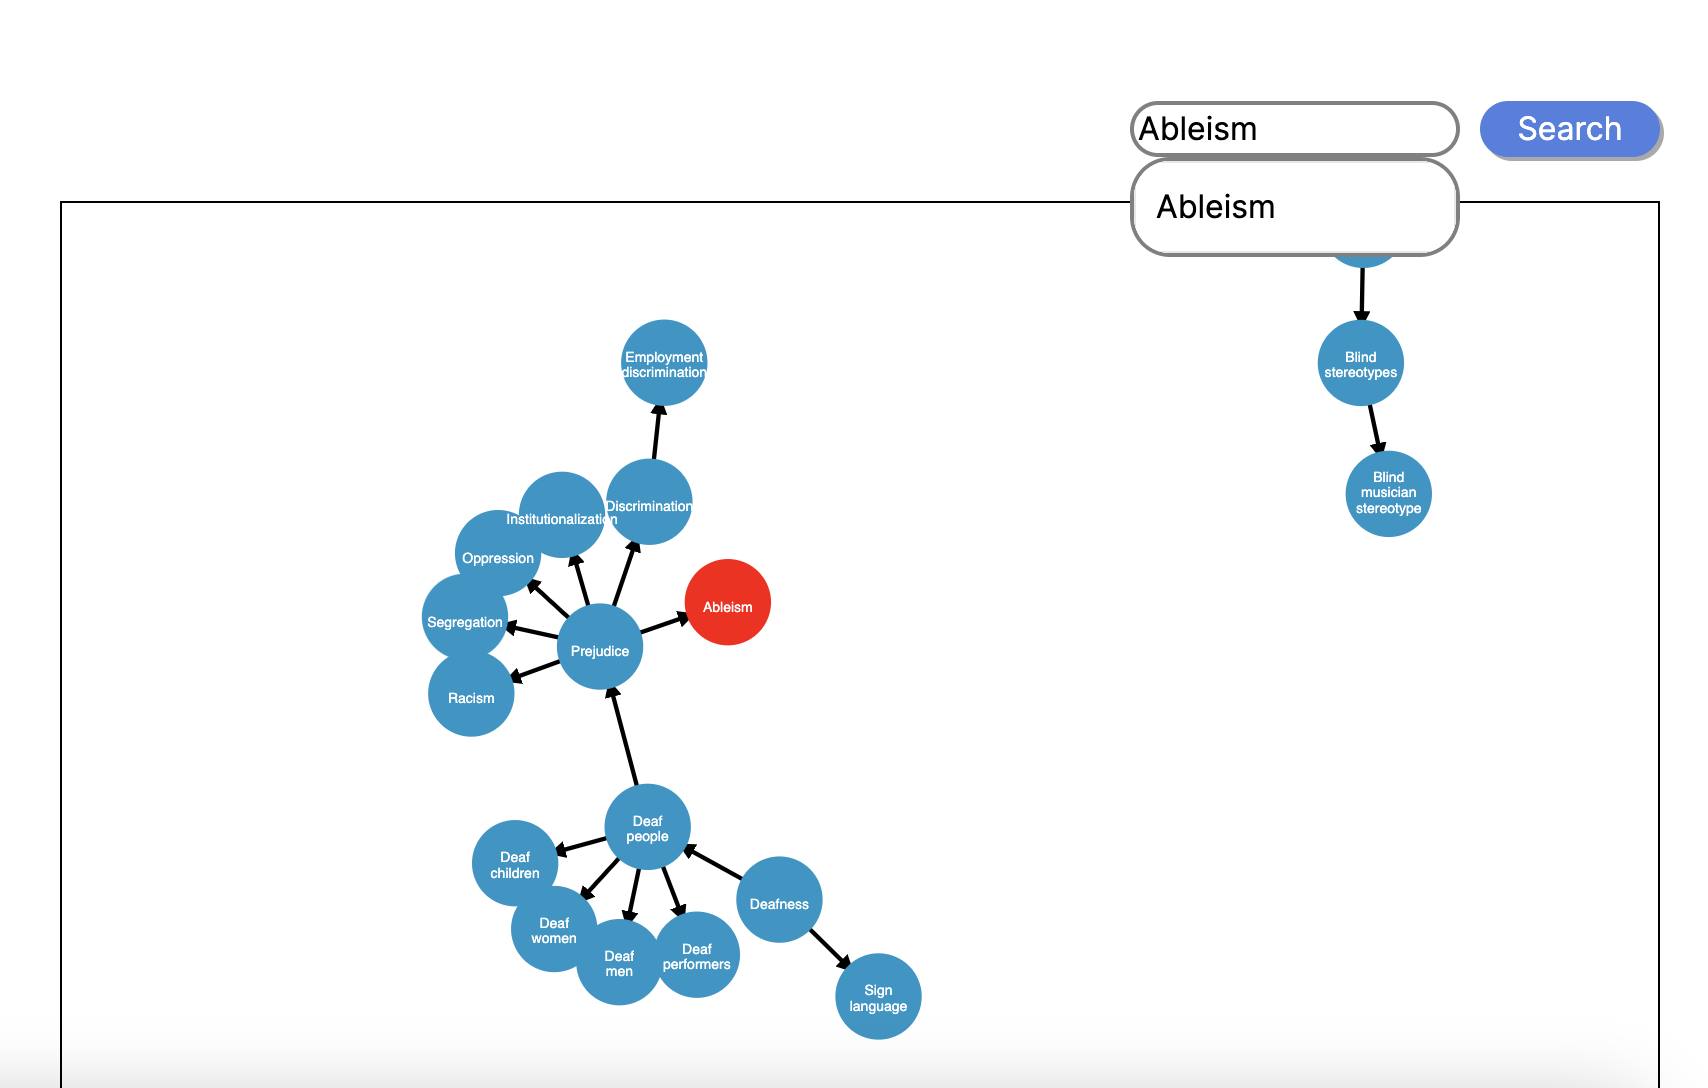 Ableism
Search
Ableism
Employment
discrimination
Blind
stereotypes
Blind
musician
stereotype
Discrimination
Institutionalization
Oppression
Ableism
Segregation
Prejudice
Racism
Deaf
people
Deaf
children
Deafness
Deaf
women
Deaf
men
Deaf
performers
Sign
language